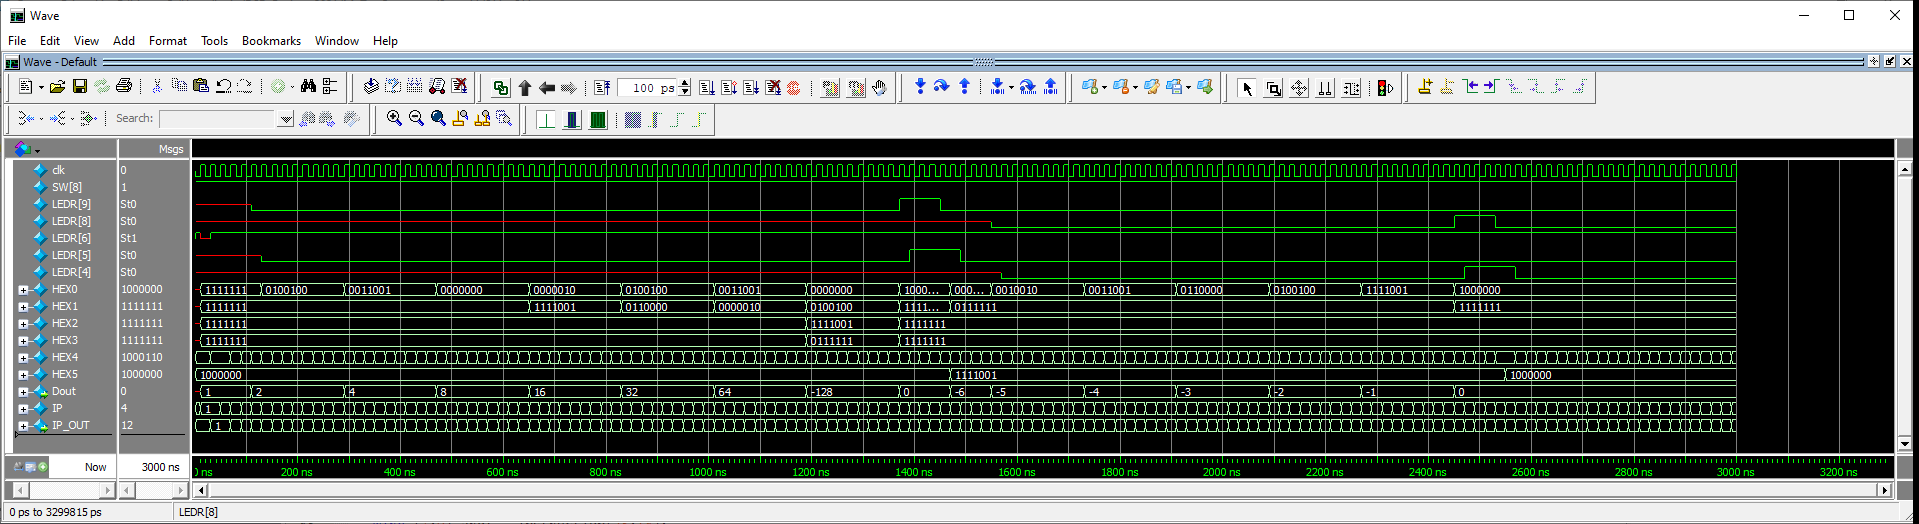 Wave
File Edit View Add Format Tools Bookmarks Window Help
Wave - Default
100 ps
Search:
Msgs
clk 0
SW[8] 1
LEDR[9] St0
LEDR[8] St0
LEDR[6] St1
LEDR[5] St0
LEDR[4] St0
HEX0 1000000 1111111 0100100 0011001 0000000 0000010 0100100 0011001 0000000 1000... 000... 0010010 0011001 0110000 0100100 1111001 1000000
HEX1 1111111 1111111 1111001 0110000 0000010 0100100 1111... 0111111 1111111
HEX2 1111111 1111111 1111001 1111111
HEX3 1111111 1111111 0111111 1111111
HEX4 1000110
HEX5 1000000 1000000 1111001 1000000
Dout 0 1 2 4 8 16 32 64 -128 0 -6 -5 -4 -3 -2 -1 0
IP 4 1
IP_OUT 12 1
Now 3000 ns
ns 200 ns 400 ns 600 ns 800 ns 1000 ns 1200 ns 1400 ns 1600 ns 1800 ns 2000 ns 2200 ns 2400 ns 2600 ns 2800 ns 3000 ns 3200 ns
0 ps to 3299815 ps LEDR[8]